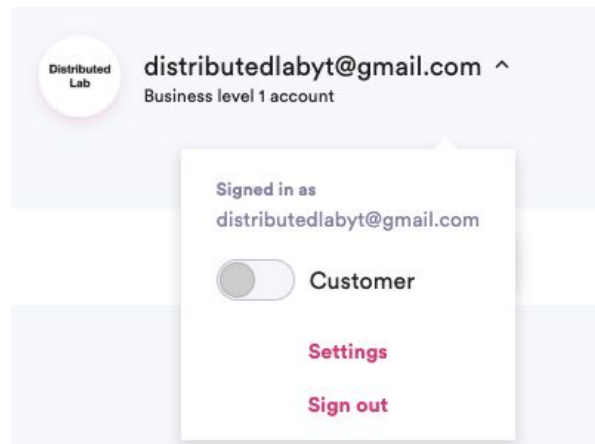 Distributed
Lab
distributedlabyt@gmail.com
Business level 1 account
Signed in as
distributedlabyt@gmail.com
Customer
Settings
Sign out